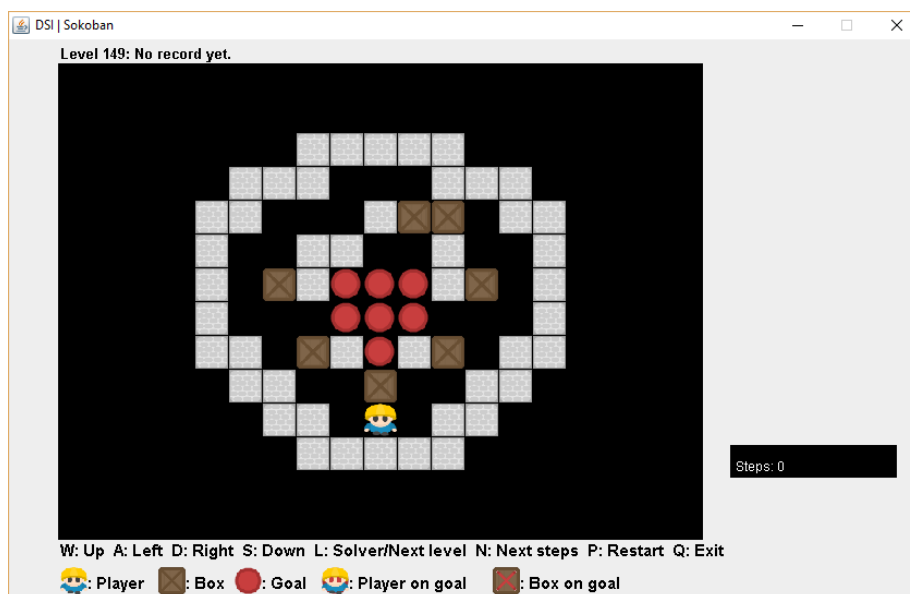 DSI | Sokoban
Level 149: No record yet.
Steps: 0
W: Up A: Left D: Right S: Down L: Solver/Next level N: Next steps P: Restart Q: Exit
: Player : Box : Goal : Player on goal : Box on goal